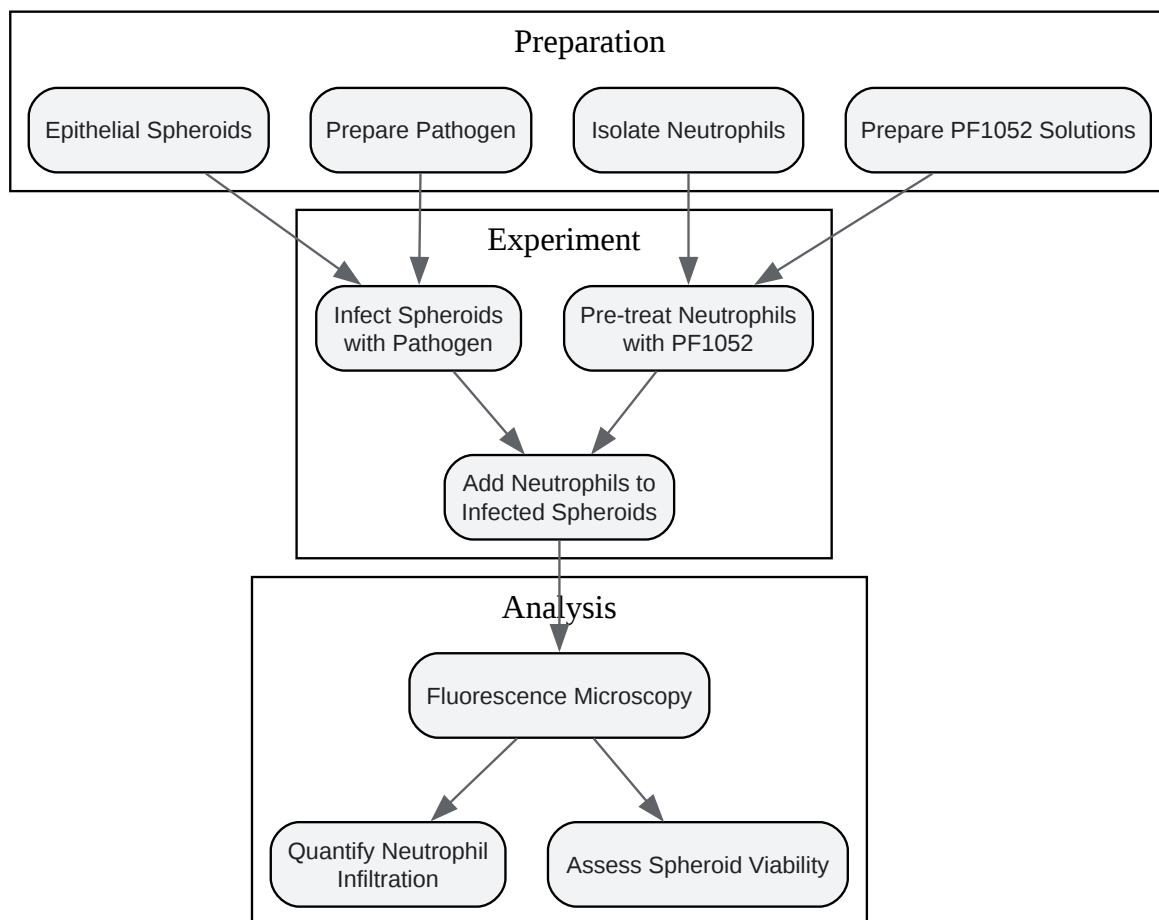 Preparation
Epithelial Spheroids
Prepare Pathogen
Isolate Neutrophils
Prepare PF1052 Solutions
Experiment
Infect Spheroids
with Pathogen
Pre-treat Neutrophils
with PF1052
Add Neutrophils to
Infected Spheroids
Analysis
Fluorescence Microscopy
Quantify Neutrophil
Infiltration
Assess Spheroid Viability